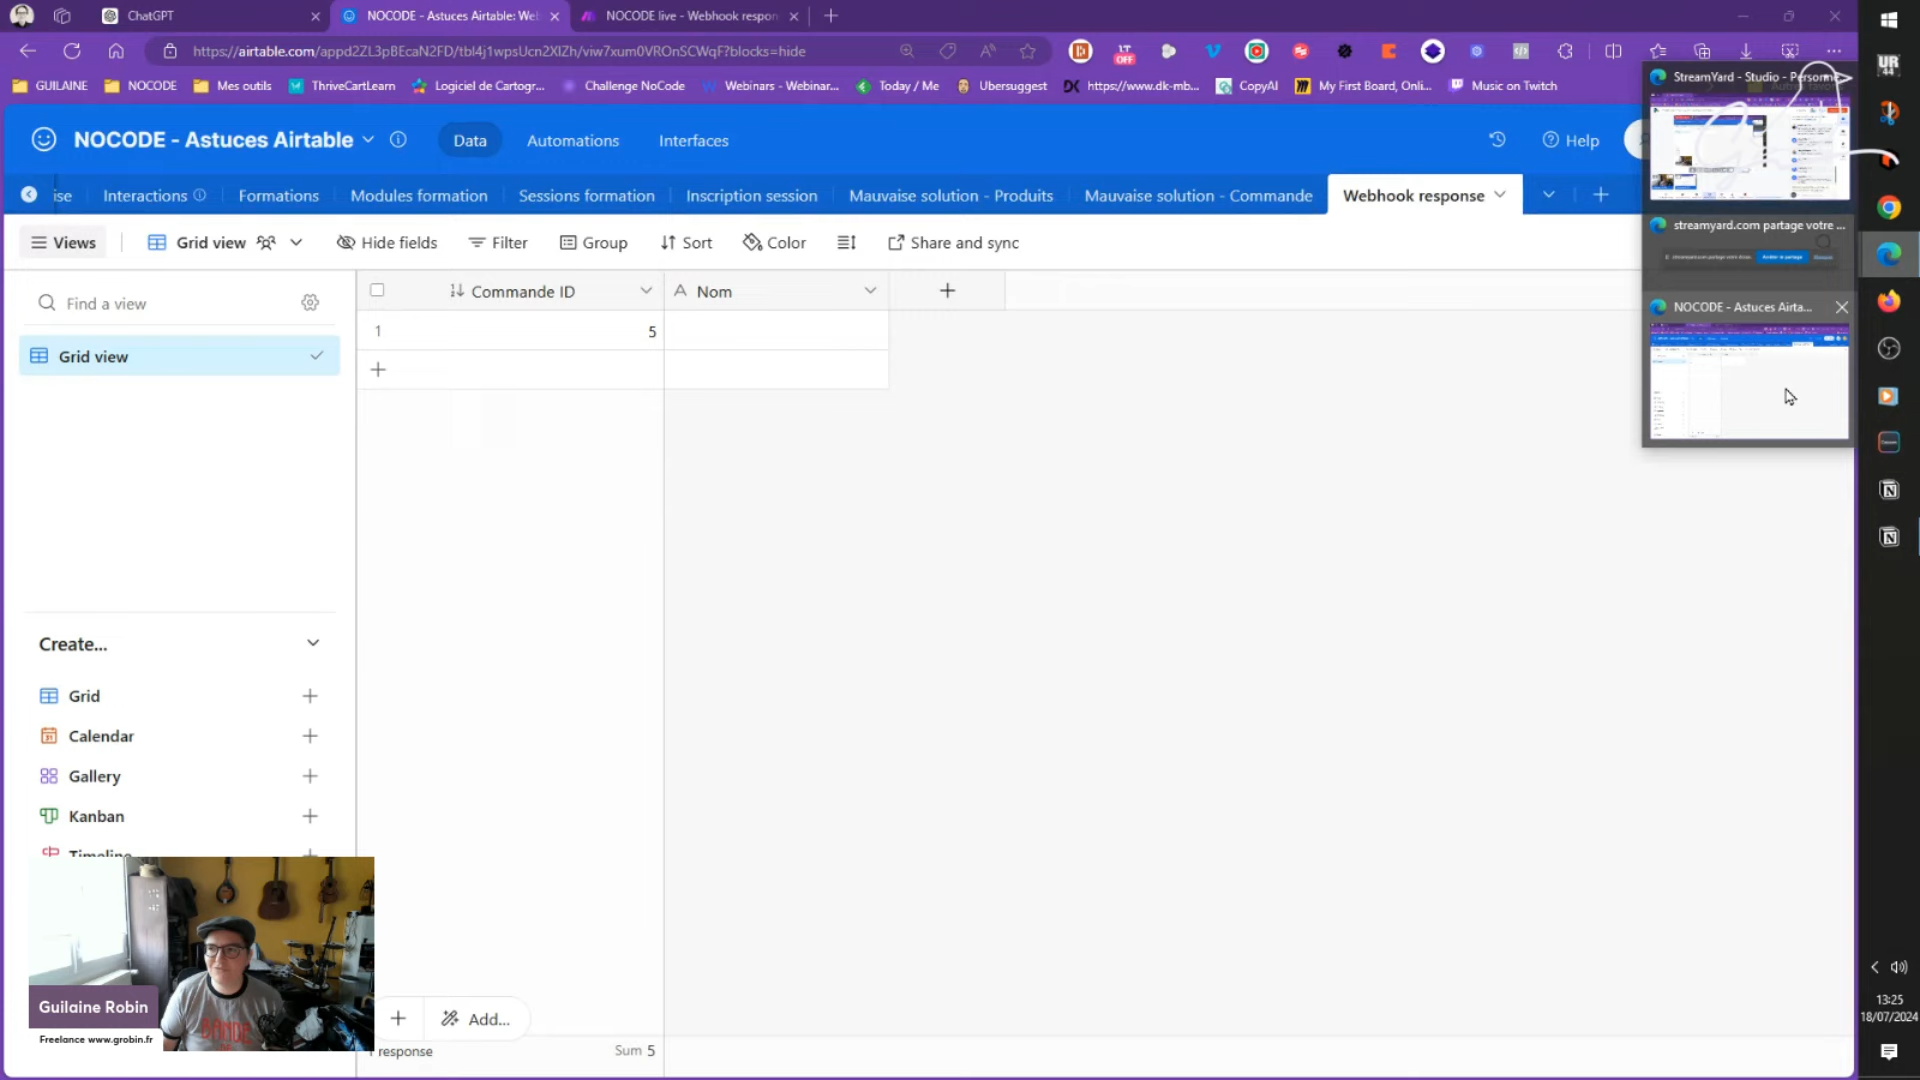 ChatGPT
NOCODE - Astuces Airtable: Wel
NOCODE live - Webhook respon
https://airtable.com/appd2ZL3p8EcaN2FD/tbl4j1wpsUcn2XlZh/viw7xum0VROnSCWqF?blocks=hide
OFF
GUILAINE
NOCODE
Mes outils
ThriveCartLearn
Logiciel de Cartogr...
Challenge NoCode
Webinars - Webinar...
Today / Me
Ubersuggest
https://www.dk-mb...
CopyAI
My First Board, Onli...
Music on Twitch
StreamYard - Studio - Personne
streamyard.com partage votre ...
NOCODE - Astuces Airta...
NOCODE - Astuces Airtable
Data
Automations
Interfaces
Help
ise
Interactions
Formations
Modules formation
Sessions formation
Inscription session
Mauvaise solution - Produits
Mauvaise solution - Commande
Webhook response
Views
Grid view
Hide fields
Filter
Group
Sort
Color
Share and sync
Find a view
Grid view
Commande ID
Nom
1
5
Create...
Grid
Calendar
Gallery
Kanban
Timeline
Guilaine Robin
Freelance www.grobin.fr
Add...
response
Sum 5
UR
44
13:25
18/07/2024